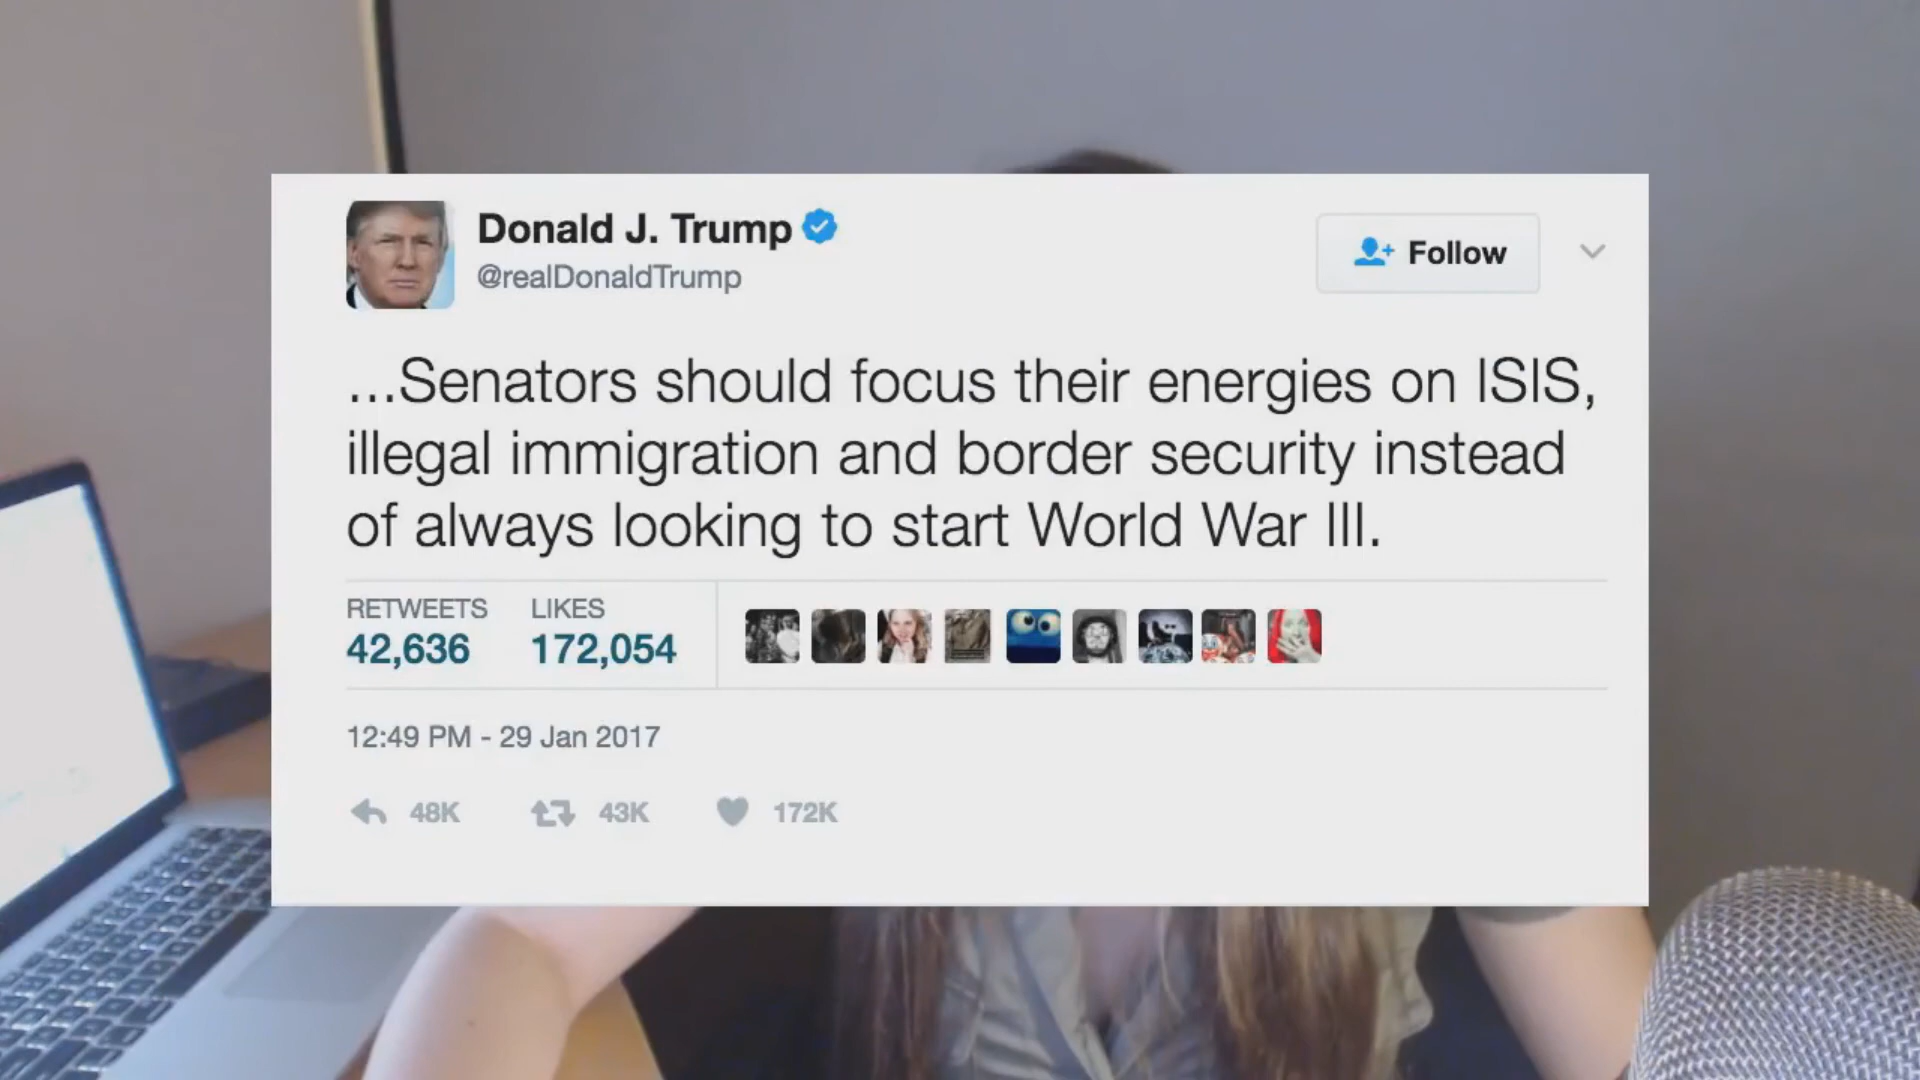 Donald J. Trump
@realDonaldTrump
Follow
...Senators should focus their energies on ISIS,
illegal immigration and border security instead
of always looking to start World War III.
RETWEETS LIKES
42,636 172,054
12:49 PM - 29 Jan 2017
48K 43K 172K